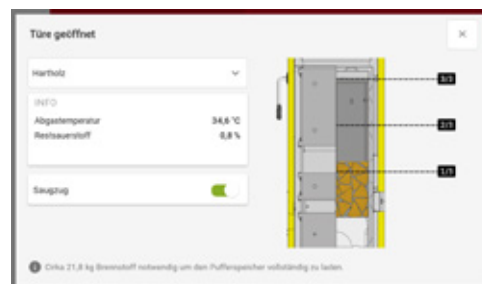 Türe geöffnet
Hartholz
INFO
Abgastemperatur 34,6 °C
Restsauerstoff 0,8 %
Saugzug
3/3
2/3
1/3
Cirka 21,8 kg Brennstoff notwendig um den Pufferspeicher vollständig zu laden.